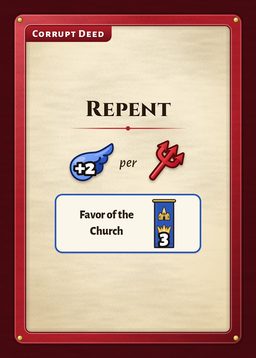 Corrupt Deed
Repent
+2 per
Favor of the
Church
3